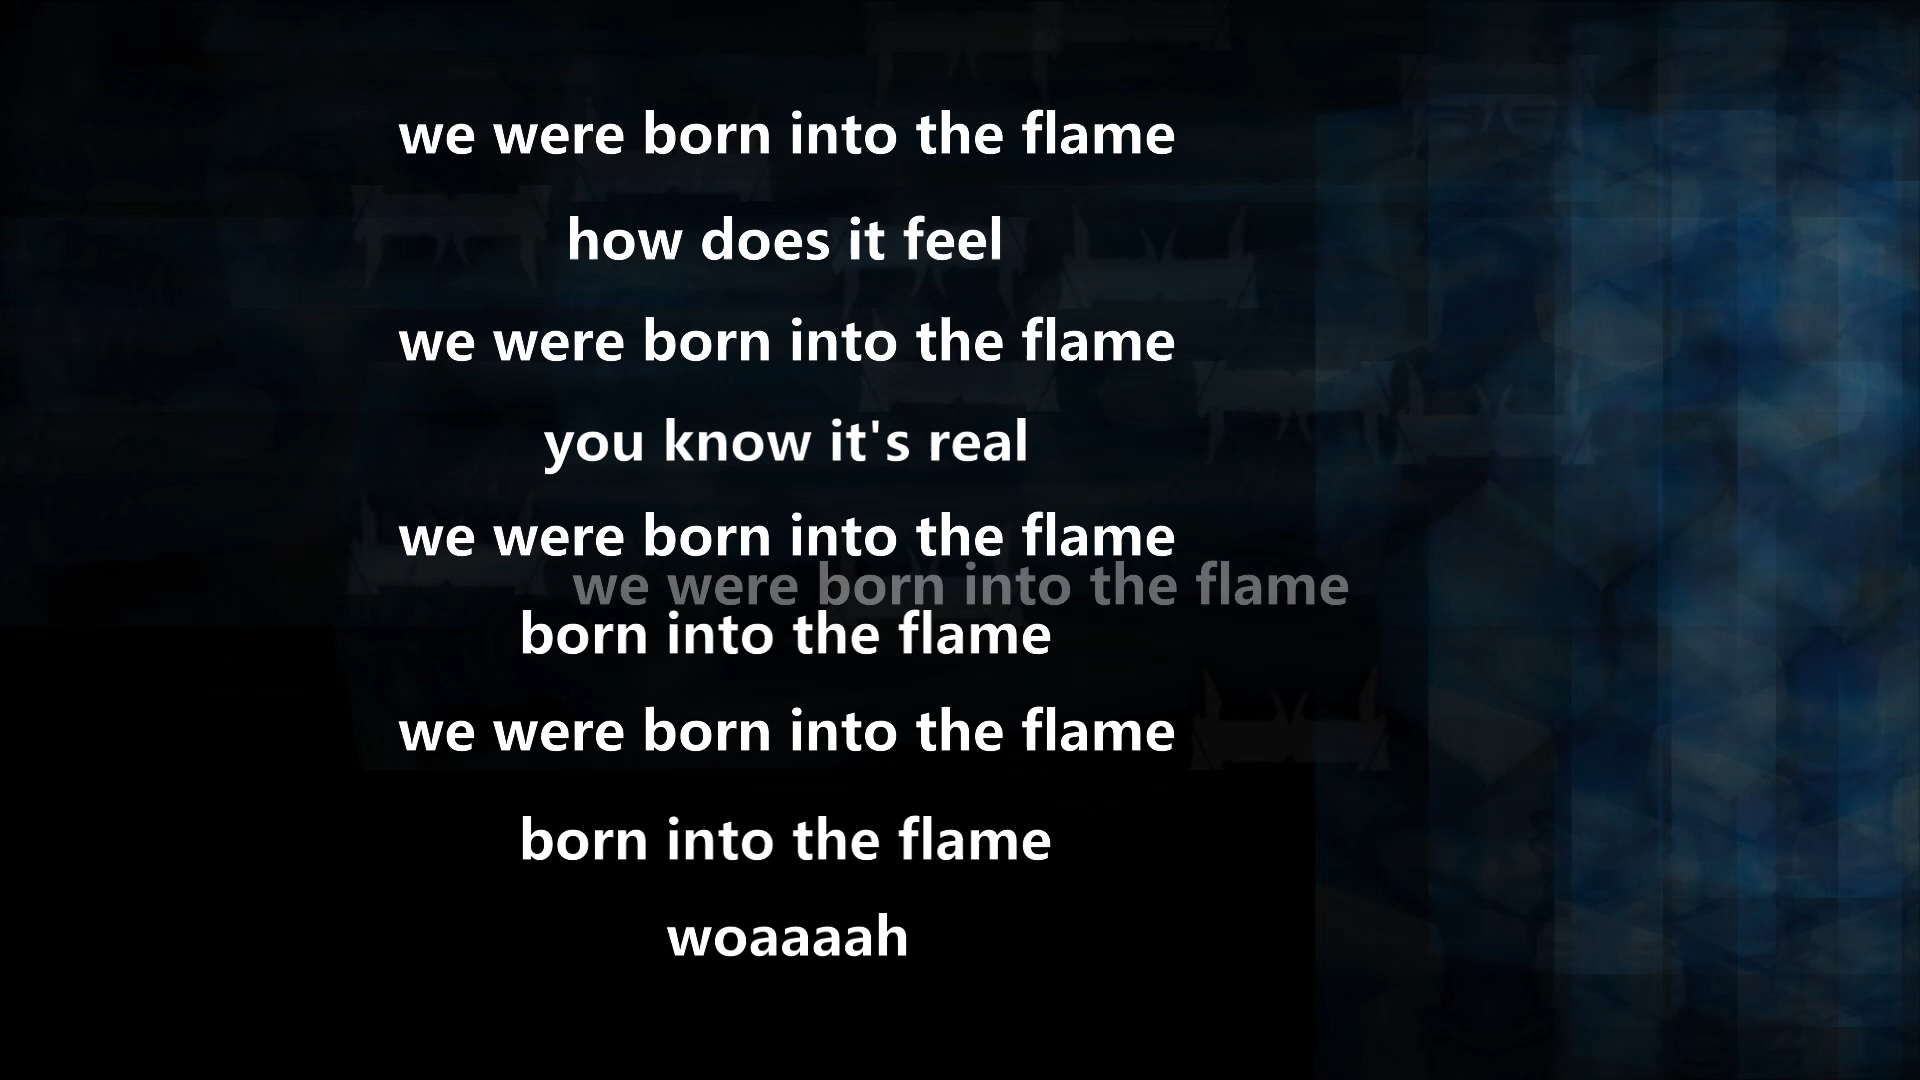 we were born into the flame
how does it feel
we were born into the flame
you know it's real
we were born into the flame
we were born into the flame
born into the flame
we were born into the flame
born into the flame
woaaaah